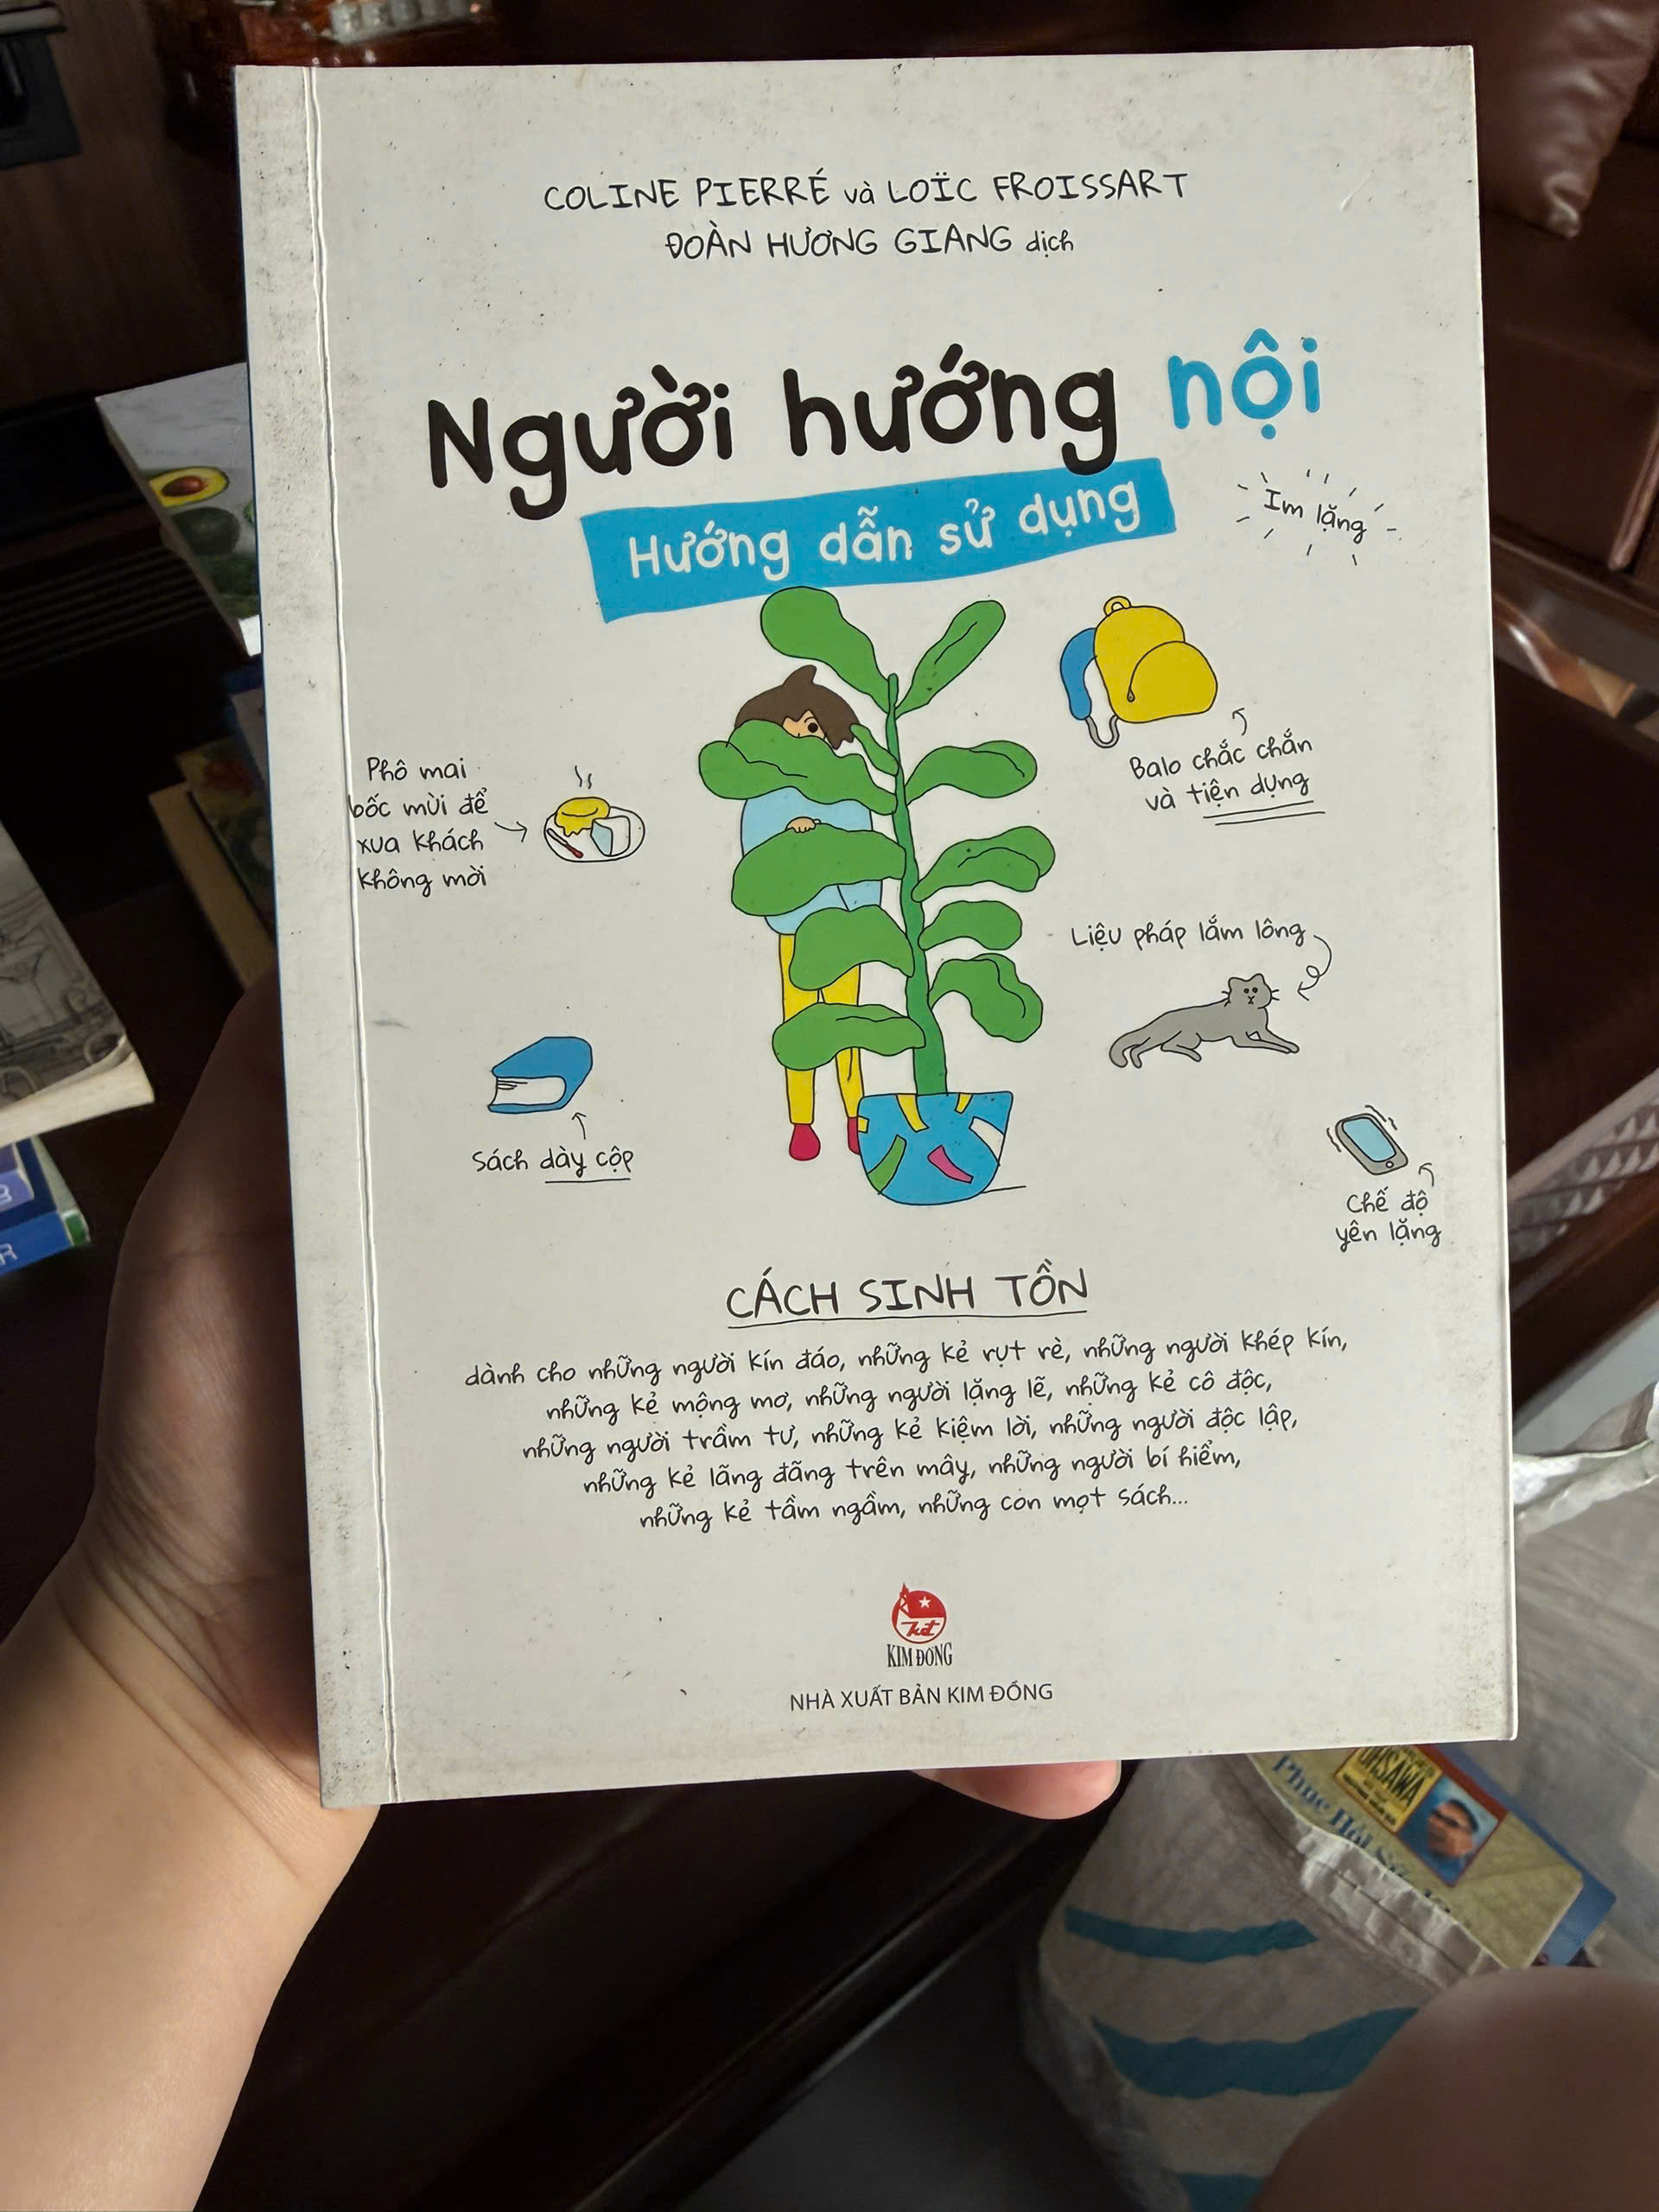 COLINE PIERRÉ và LOÏC FROISSART
ĐOÀN HƯƠNG GIANG dịch
Người hướng nội
Hướng dẫn sử dụng
Im lặng
Balo chắc chắn
và tiện dụng
Phô mai
bốc mùi để
xua khách
không mời
Liệu pháp lắm lông
Sách dày cộp
Chế độ
yên lặng
CÁCH SINH TỒN
dành cho những người kín đáo, những kẻ rụt rè, những người khép kín,
những kẻ mộng mơ, những người lặng lẽ, những kẻ cô độc,
những người trầm tư, những kẻ kiệm lời, những người độc lập,
những kẻ lãng đãng trên mây, những người bí hiểm,
những kẻ tầm ngầm, những con mọt sách...
KIM ĐỒNG
NHÀ XUẤT BẢN KIM ĐỒNG
OHSAWA
Phục Hồi